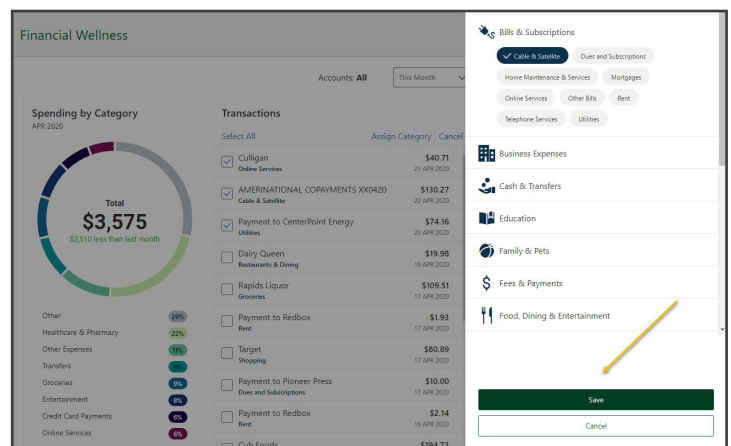 Financial Wellness
Accounts: All
This Month
Spending by Category
APR 2020
Total
$3,575
$2,510 less than last month
Other 29%
Healthcare & Pharmacy 22%
Other Expenses 11%
Transfers 9%
Groceries 9%
Entertainment 8%
Credit Card Payments 6%
Online Services 6%
Transactions
Select All
Assign Category Cancel
Culligan $40.71
Online Services 21 APR 2020
AMERINATIONAL COPAYMENTS XX0420 $130.27
Cable & Satellite 20 APR 2020
Payment to CenterPoint Energy $74.16
Utilities 20 APR 2020
Dairy Queen $19.98
Restaurants & Dining 19 APR 2020
Rapids Liquor $109.51
Groceries 17 APR 2020
Payment to Redbox $1.93
Rent 17 APR 2020
Target $80.89
Shopping 17 APR 2020
Payment to Pioneer Press $10.00
Dues and Subscriptions 17 APR 2020
Payment to Redbox $2.14
Rent 16 APR 2020
Cub Foods $194.73
Bills & Subscriptions
Cable & Satellite Dues and Subscriptions
Home Maintenance & Services Mortgages
Online Services Other Bills Rent
Telephone Services Utilities
Business Expenses
Cash & Transfers
Education
Family & Pets
Fees & Payments
Food, Dining & Entertainment
Save
Cancel